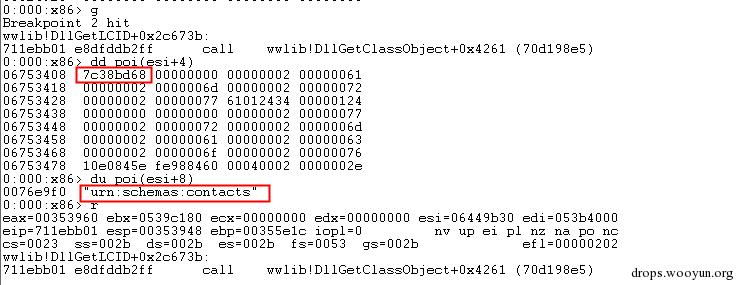 0:000:x86> g
Breakpoint 2 hit
wwlib!DllGetLCID+0x2c673b:
711ebb01 e8dfddb2ff      call    wwlib!DllGetClassObject+0x4261 (70d198e5)
0:000:x86> dd poi(esi+4)
06753408  7c38bd68 00000000 00000002 00000061
06753418  00000002 0000006d 00000002 00000072
06753428  00000002 00000077 61012434 00000124
06753438  00000000 00000000 00000002 00000077
06753448  00000002 00000072 00000002 0000006d
06753458  00000002 00000061 00000002 00000063
06753468  00000002 0000006f 00000002 00000076
06753478  10e0845e fe988460 00040002 0000002e
0:000:x86> du poi(esi+8)
0076e9f0  "urn:schemas:contacts"
0:000:x86> r
eax=00353960 ebx=0539c180 ecx=00000000 edx=00000000 esi=06449b30 edi=053b4000
eip=711ebb01 esp=00353948 ebp=00355e1c iopl=0         nv up ei pl nz na po nc
cs=0023  ss=002b  ds=002b  es=002b  fs=0053  gs=002b             efl=00000202
wwlib!DllGetLCID+0x2c673b:
711ebb01 e8dfddb2ff      call    wwlib!DllGetClassObject+0x4261 (70d198e5)
drops.wooyun.org